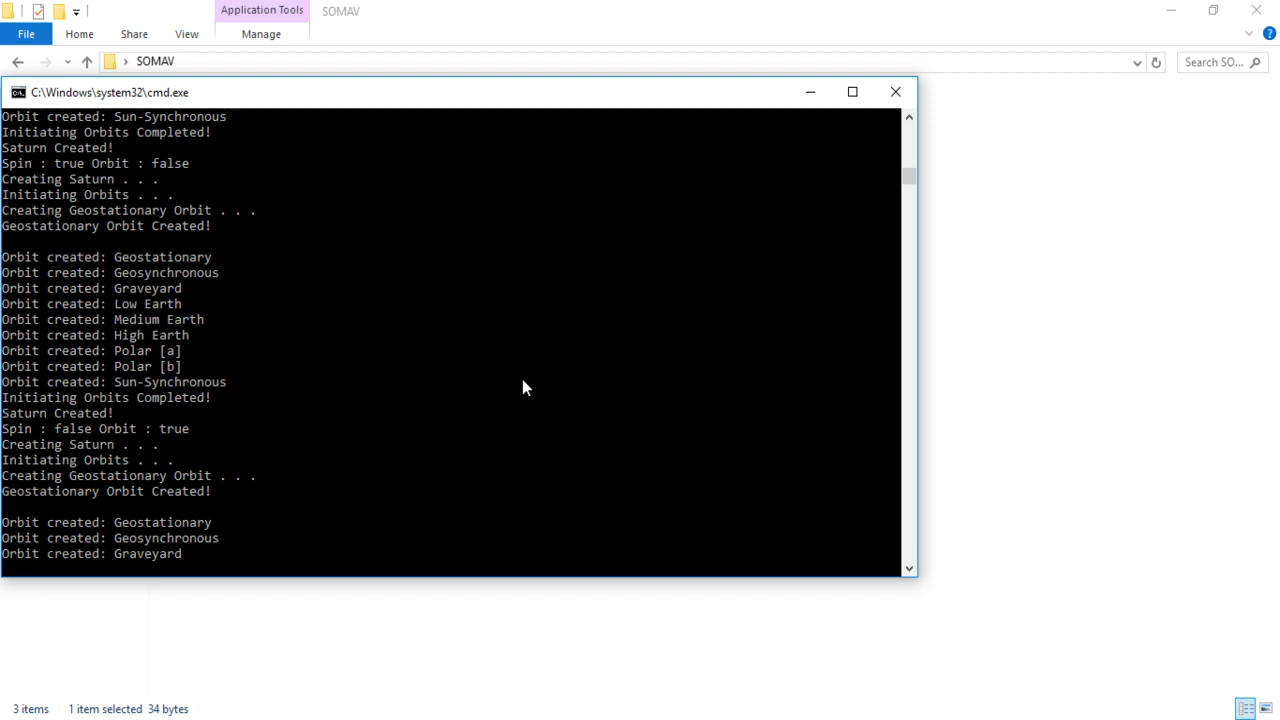 Application Tools
SOMAV
File
Home
Share
View
Manage
SOMAV
Search SO...
C:\Windows\system32\cmd.exe
Orbit created: Sun-Synchronous
Initiating Orbits Completed!
Saturn Created!
Spin : true Orbit : false
Creating Saturn . . .
Initiating Orbits . . .
Creating Geostationary Orbit . . .
Geostationary Orbit Created!
Orbit created: Geostationary
Orbit created: Geosynchronous
Orbit created: Graveyard
Orbit created: Low Earth
Orbit created: Medium Earth
Orbit created: High Earth
Orbit created: Polar [a]
Orbit created: Polar [b]
Orbit created: Sun-Synchronous
Initiating Orbits Completed!
Saturn Created!
Spin : false Orbit : true
Creating Saturn . . .
Initiating Orbits . . .
Creating Geostationary Orbit . . .
Geostationary Orbit Created!
Orbit created: Geostationary
Orbit created: Geosynchronous
Orbit created: Graveyard
3 items 1 item selected 34 bytes